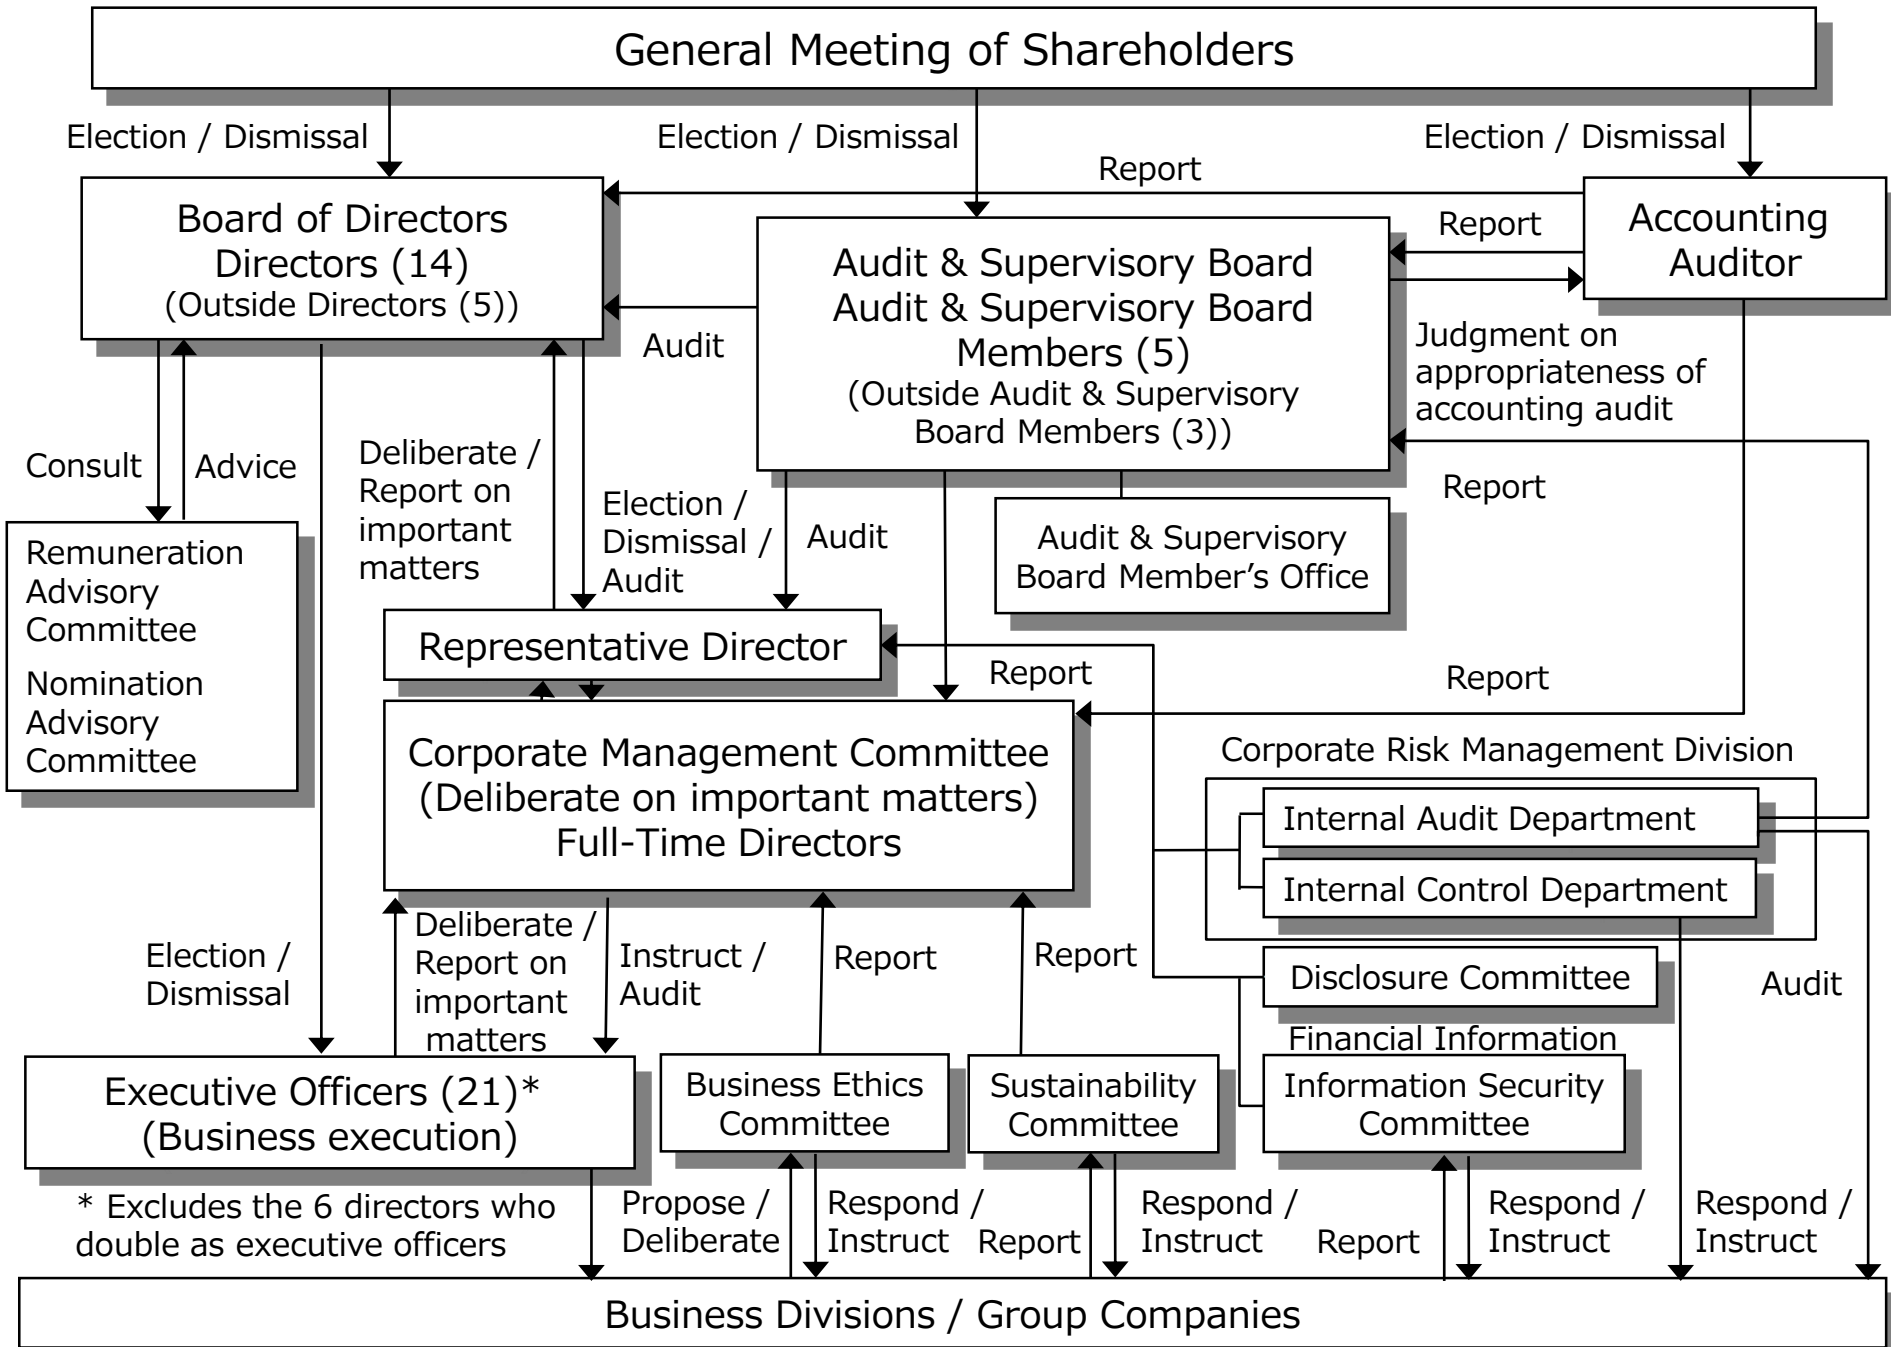 General Meeting of Shareholders
Election / Dismissal
Election / Dismissal
Election / Dismissal
Report
Board of Directors
Directors (14)
(Outside Directors (5))
Audit & Supervisory Board
Audit & Supervisory Board
Members (5)
(Outside Audit & Supervisory
Board Members (3))
Report
Accounting
Auditor
Audit
Judgment on
appropriateness of
accounting audit
Consult
Advice
Deliberate /
Report on
important
matters
Election /
Dismissal /
Audit
Audit
Report
Audit & Supervisory
Board Member’s Office
Remuneration
Advisory
Committee
Nomination
Advisory
Committee
Representative Director
Report
Report
Corporate Management Committee
(Deliberate on important matters)
Full-Time Directors
Corporate Risk Management Division
Internal Audit Department
Internal Control Department
Election /
Dismissal
Deliberate /
Report on
important
matters
Instruct /
Audit
Report
Report
Disclosure Committee
Audit
Financial Information
Executive Officers (21)*
(Business execution)
Business Ethics
Committee
Sustainability
Committee
Information Security
Committee
* Excludes the 6 directors who
double as executive officers
Propose /
Deliberate
Respond /
Instruct
Report
Respond /
Instruct
Report
Respond /
Instruct
Respond /
Instruct
Business Divisions / Group Companies